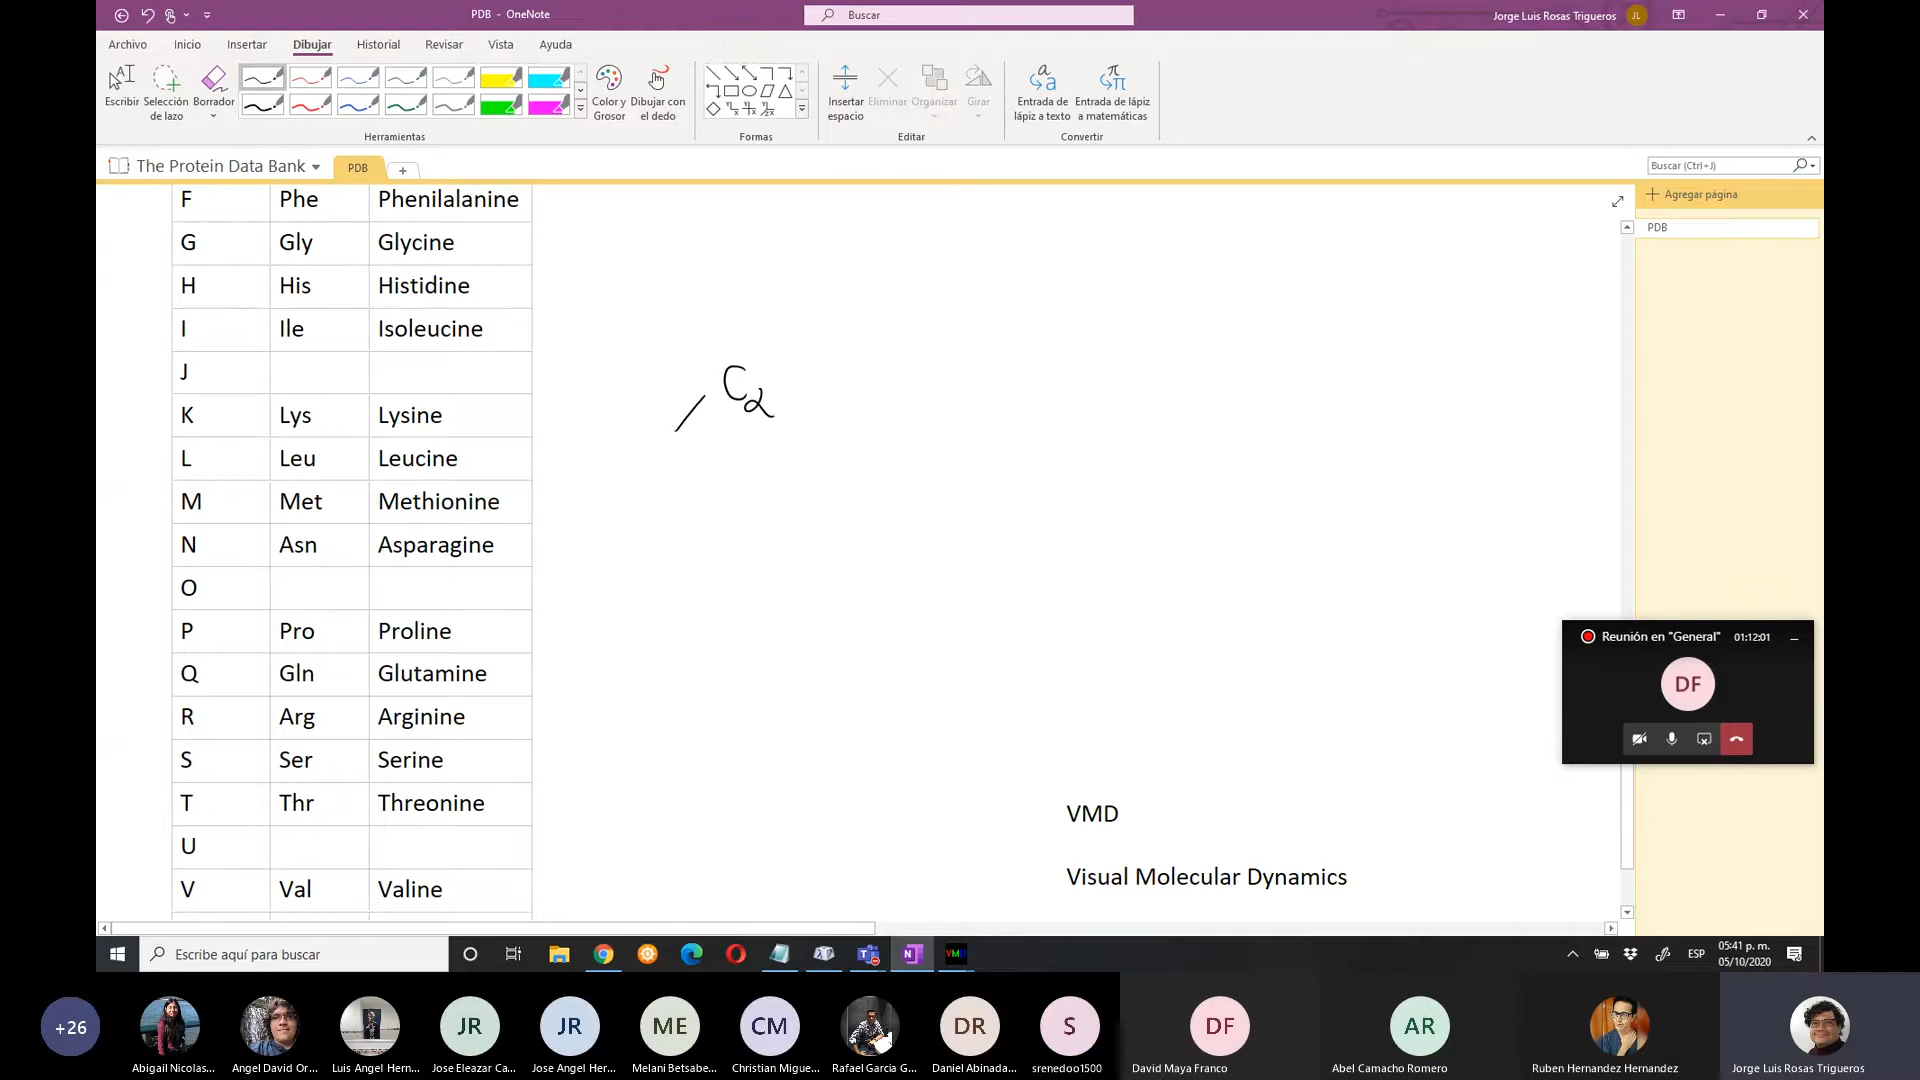 PDB - OneNote
Buscar
Jorge Luis Rosas Trigueros
JL
Archivo
Inicio
Insertar
Dibujar
Historial
Revisar
Vista
Ayuda
Escribir
Selección de lazo
Borrador
Color y Grosor
Dibujar con el dedo
Insertar espacio
Eliminar
Organizar
Girar
Entrada de lápiz a texto
Entrada de lápiz a matemáticas
Herramientas
Formas
Editar
Convertir
The Protein Data Bank
PDB
Buscar (Ctrl+J)
Agregar página
PDB
F Phe Phenilalanine
G Gly Glycine
H His Histidine
I Ile Isoleucine
J
K Lys Lysine
L Leu Leucine
M Met Methionine
N Asn Asparagine
O
P Pro Proline
Q Gln Glutamine
R Arg Arginine
S Ser Serine
T Thr Threonine
U
V Val Valine
VMD
Visual Molecular Dynamics
Reunión en "General" 01:12:01
DF
Escribe aquí para buscar
VMD
ESP
05:41 p. m.
05/10/2020
+26
JR
JR
ME
CM
DR
S
DF
AR
Abigail Nicolas...
Angel David Or...
Luis Angel Hern...
Jose Eleazar Ca...
Jose Angel Her...
Melani Betsabe...
Christian Migue...
Rafael Garcia G...
Daniel Abinada...
srenedoo1500
David Maya Franco
Abel Camacho Romero
Ruben Hernandez Hernandez
Jorge Luis Rosas Trigueros